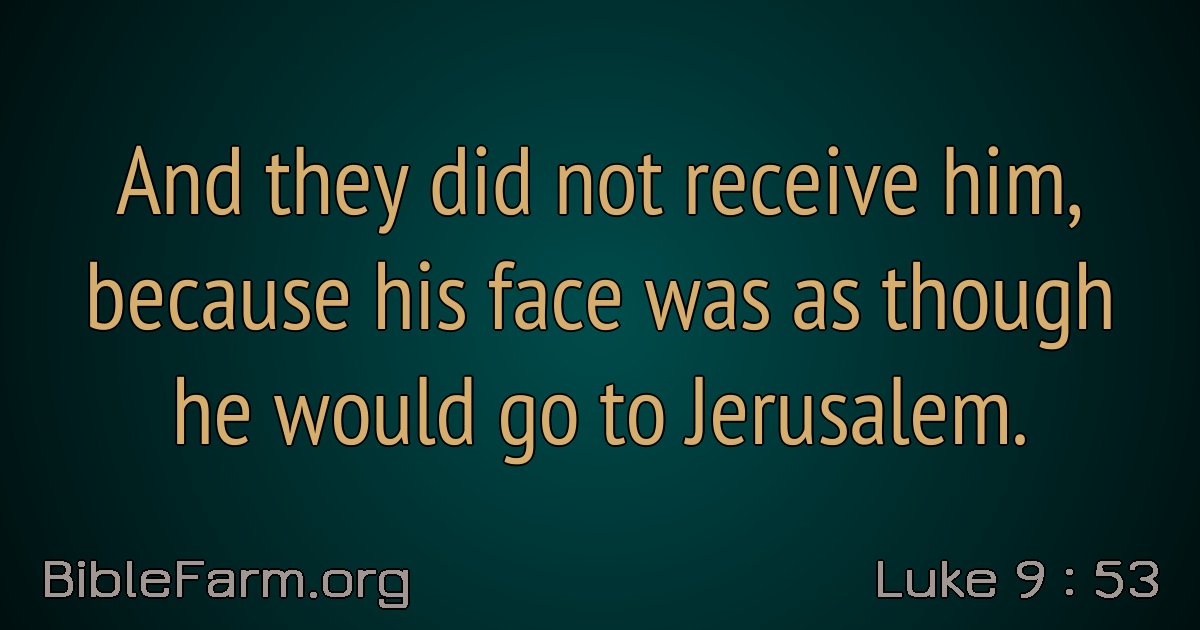 And they did not receive him,
because his face was as though
he would go to Jerusalem.
BibleFarm.org
Luke 9 : 53